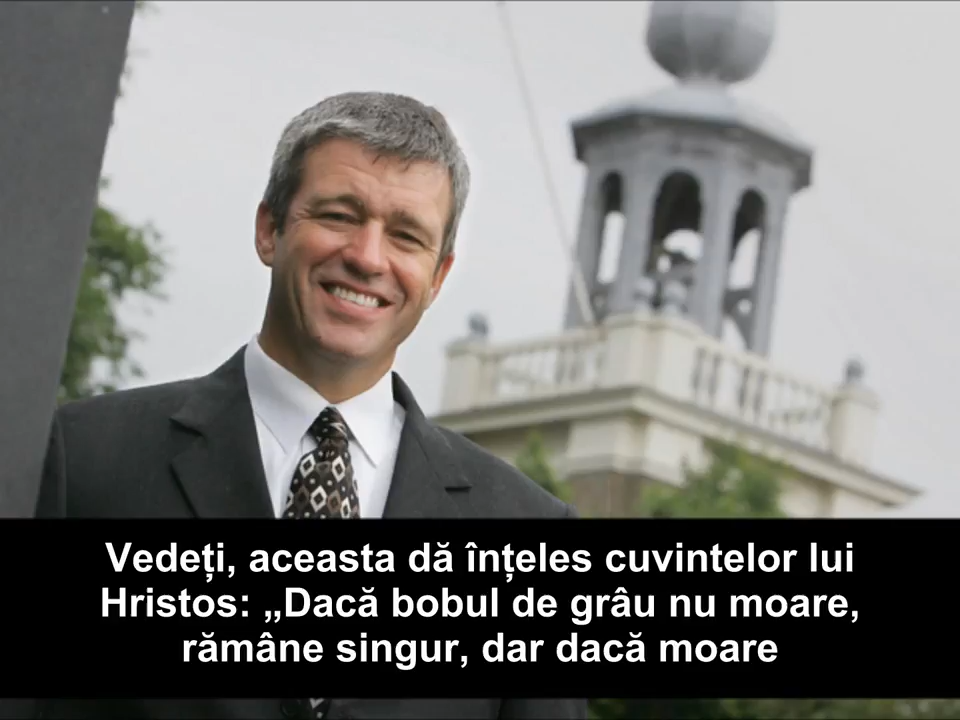 Vedeți, aceasta dă înțeles cuvintelor lui
Hristos: „Dacă bobul de grâu nu moare,
rămâne singur, dar dacă moare